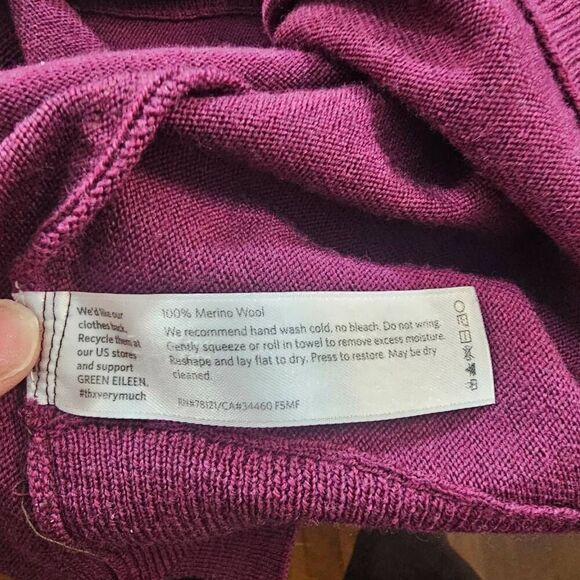 We'd like our
clothes back.
Recycle them at
our US stores
and support
GREEN EILEEN.
#thxverymuch
100% Merino Wool
We recommend hand wash cold, no bleach. Do not wring.
Gently squeeze or roll in towel to remove excess moisture.
Reshape and lay flat to dry. Press to restore. May be dry
cleaned.
RN#78121/CA#34460 F5MF